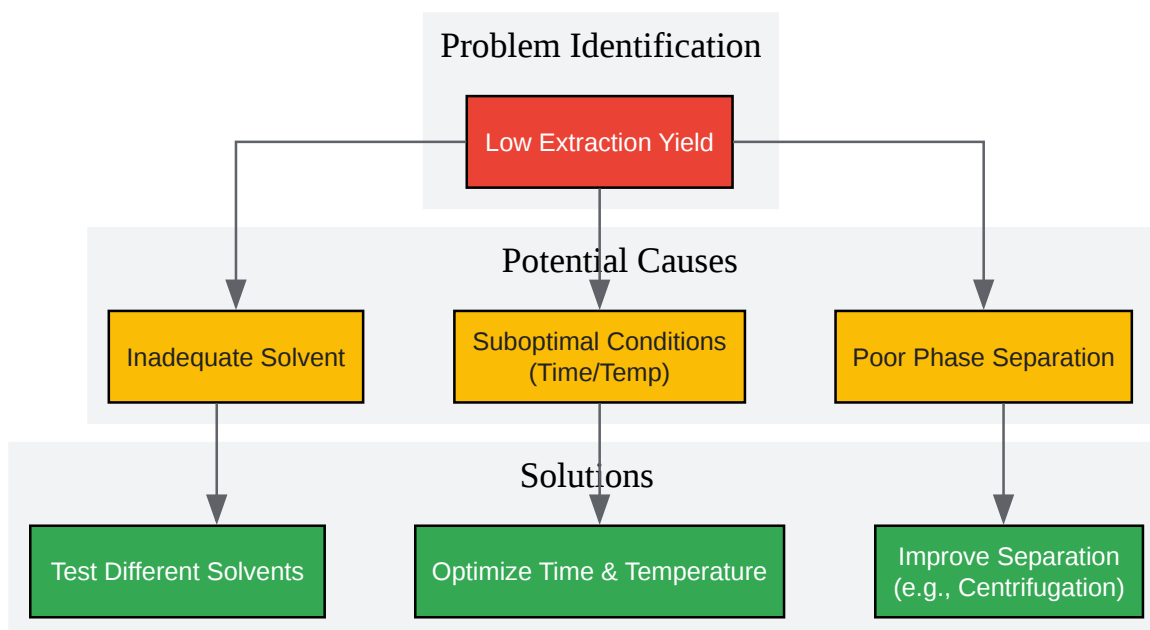 Problem Identification
Low Extraction Yield
Potential Causes
Inadequate Solvent
Suboptimal Conditions
(Time/Temp)
Poor Phase Separation
Solutions
Test Different Solvents
Optimize Time & Temperature
Improve Separation
(e.g., Centrifugation)